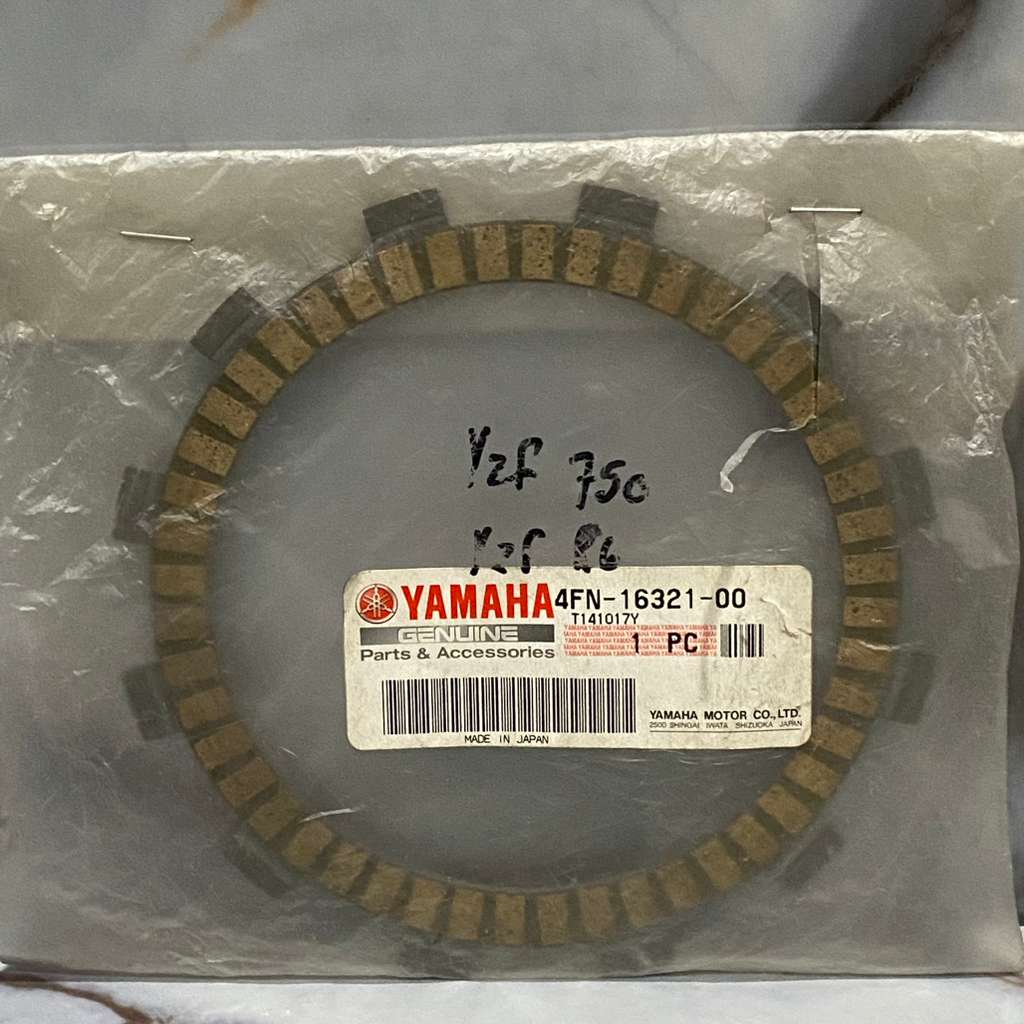 Yzf 750
Yzf R6
YAMAHA 4FN-16321-00
T141017Y
GENUINE
1 PC
Parts & Accessories
YAMAHA MOTOR CO., LTD.
2500 SHINGAI IWATA SHIZUOKA JAPAN
MADE IN JAPAN